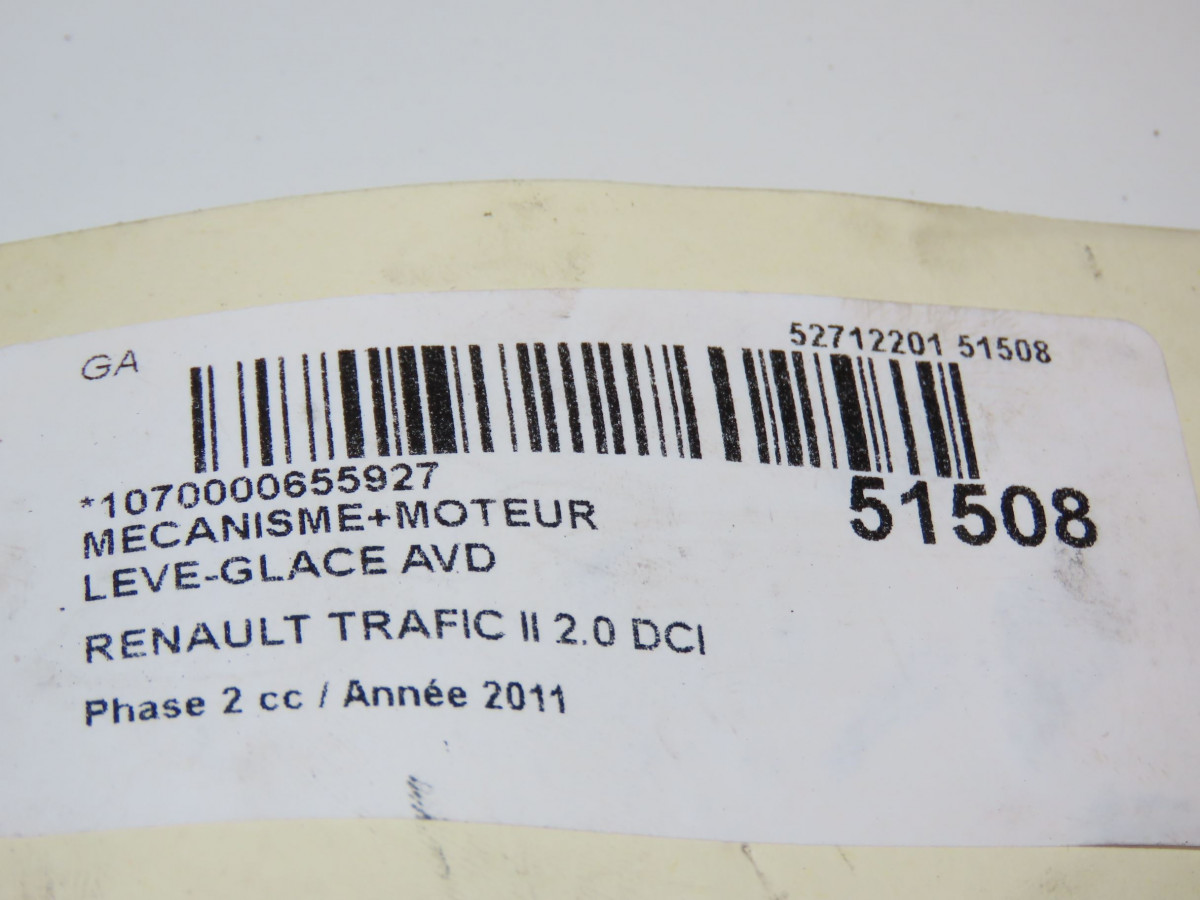 GA
52712201 51508
*1070000655927
51508
MECANISME+MOTEUR
LEVE-GLACE AVD
RENAULT TRAFIC II 2.0 DCI
Phase 2 cc / Année 2011